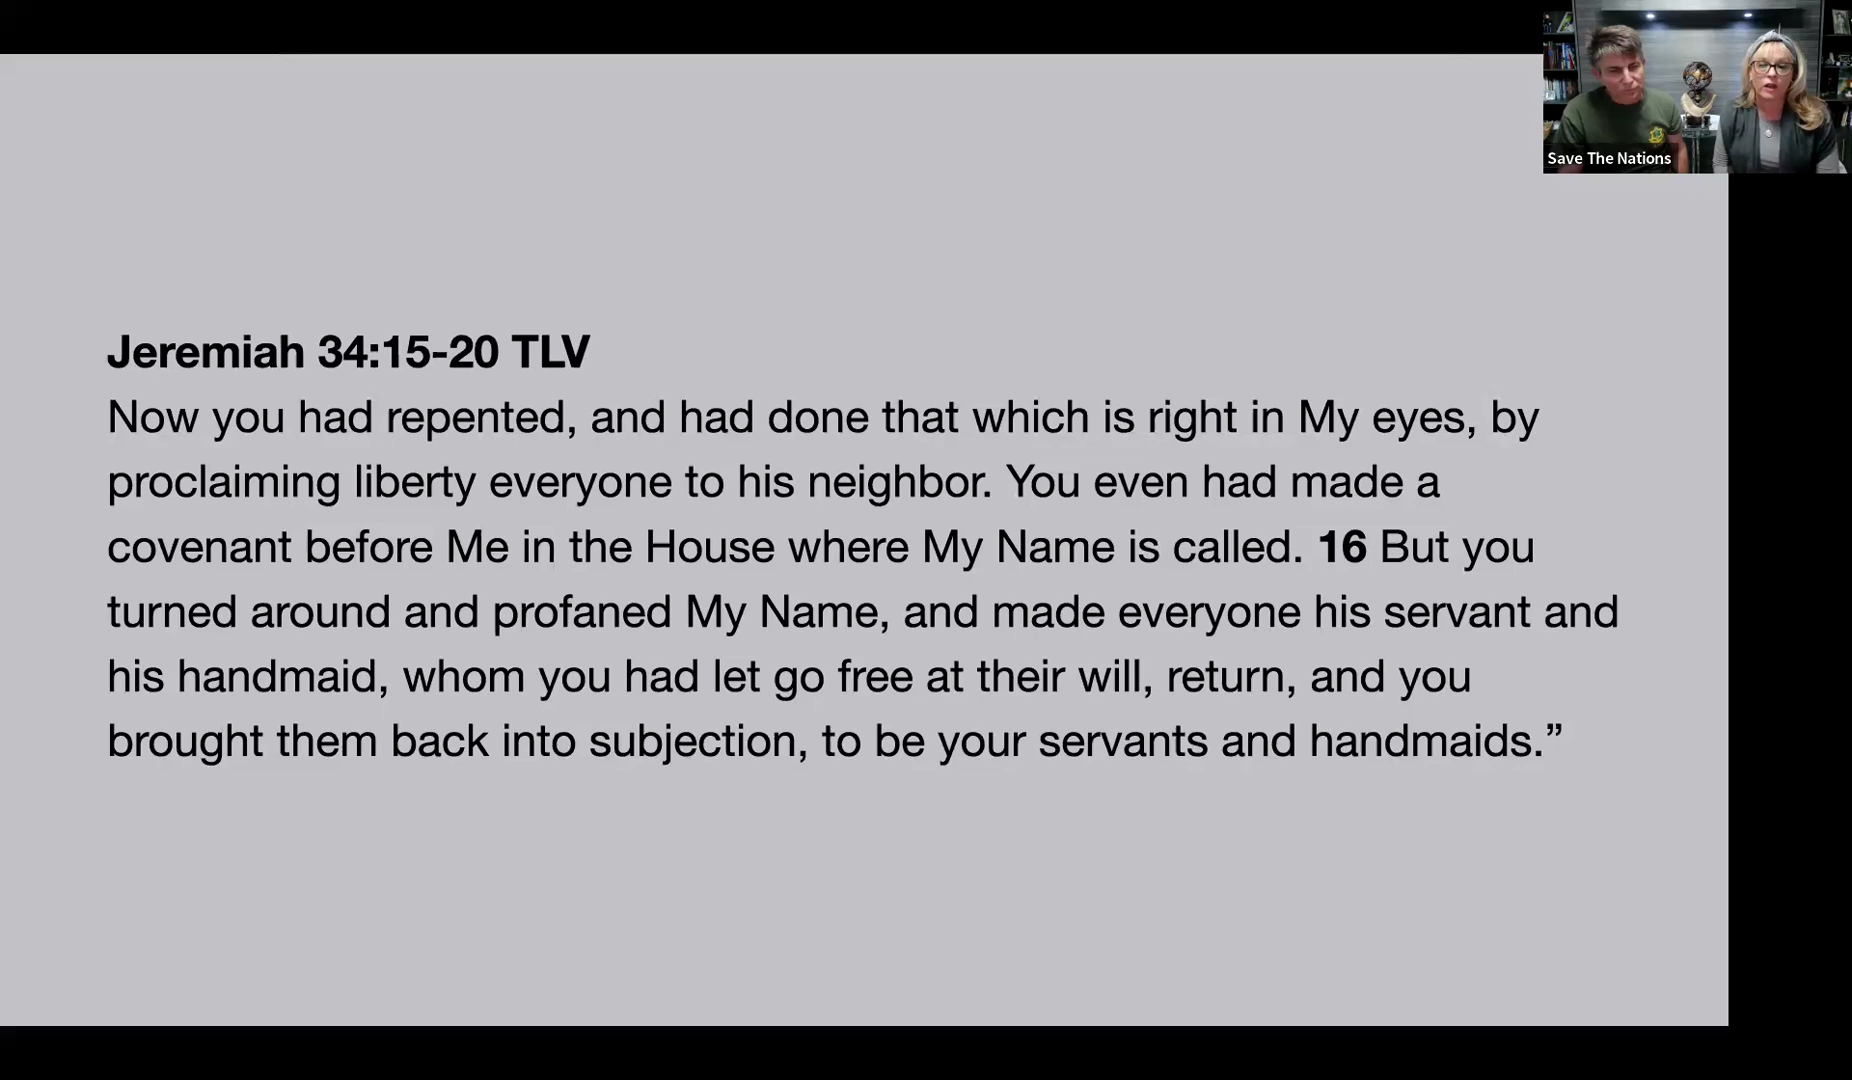 Save The Nations
Jeremiah 34:15-20 TLV
Now you had repented, and had done that which is right in My eyes, by
proclaiming liberty everyone to his neighbor. You even had made a
covenant before Me in the House where My Name is called. 16 But you
turned around and profaned My Name, and made everyone his servant and
his handmaid, whom you had let go free at their will, return, and you
brought them back into subjection, to be your servants and handmaids.”